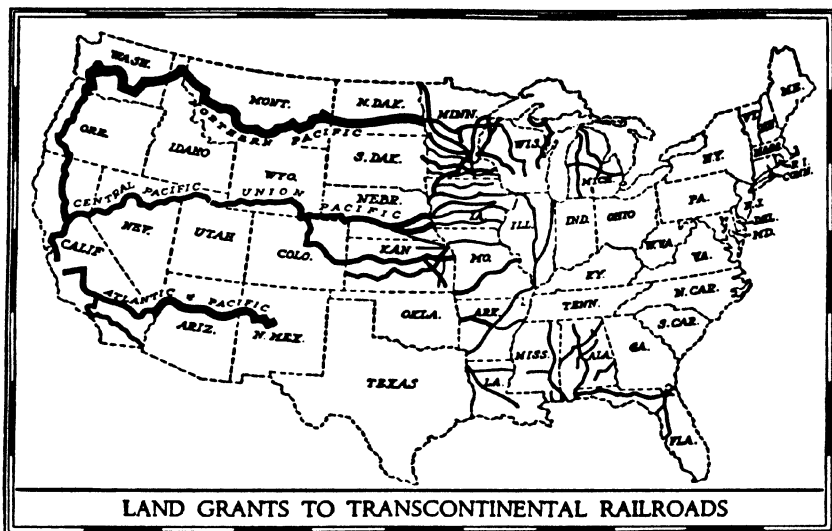 WASH.
MONT.
N. DAK.
MINN.
ME.
ORE.
IDAHO
NORTHERN PACIFIC
S. DAK.
WIS.
MICH.
N.Y.
VT.
N.H.
MASS.
R.I.
CONN.
WYO.
CENTRAL PACIFIC
UNION PACIFIC
NEBR.
IA.
ILL.
IND.
OHIO
PA.
N.J.
DEL.
MD.
CALIF
NEV.
UTAH
COLO.
KAN
MO.
KY.
W.VA.
VA.
ATLANTIC & PACIFIC
ARIZ.
N. MEX.
OKLA.
ARK.
TENN.
N. CAR.
S. CAR.
TEXAS
LA.
MISS.
ALA.
GA.
FLA.
LAND GRANTS TO TRANSCONTINENTAL RAILROADS